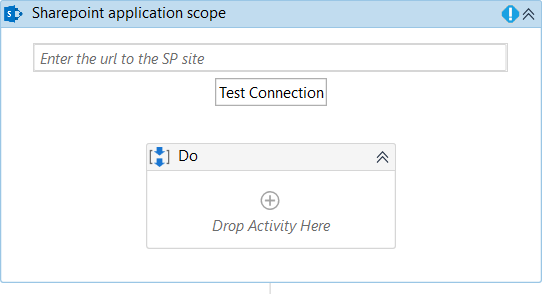 Sharepoint application scope
Enter the url to the SP site
Test Connection
Do
Drop Activity Here